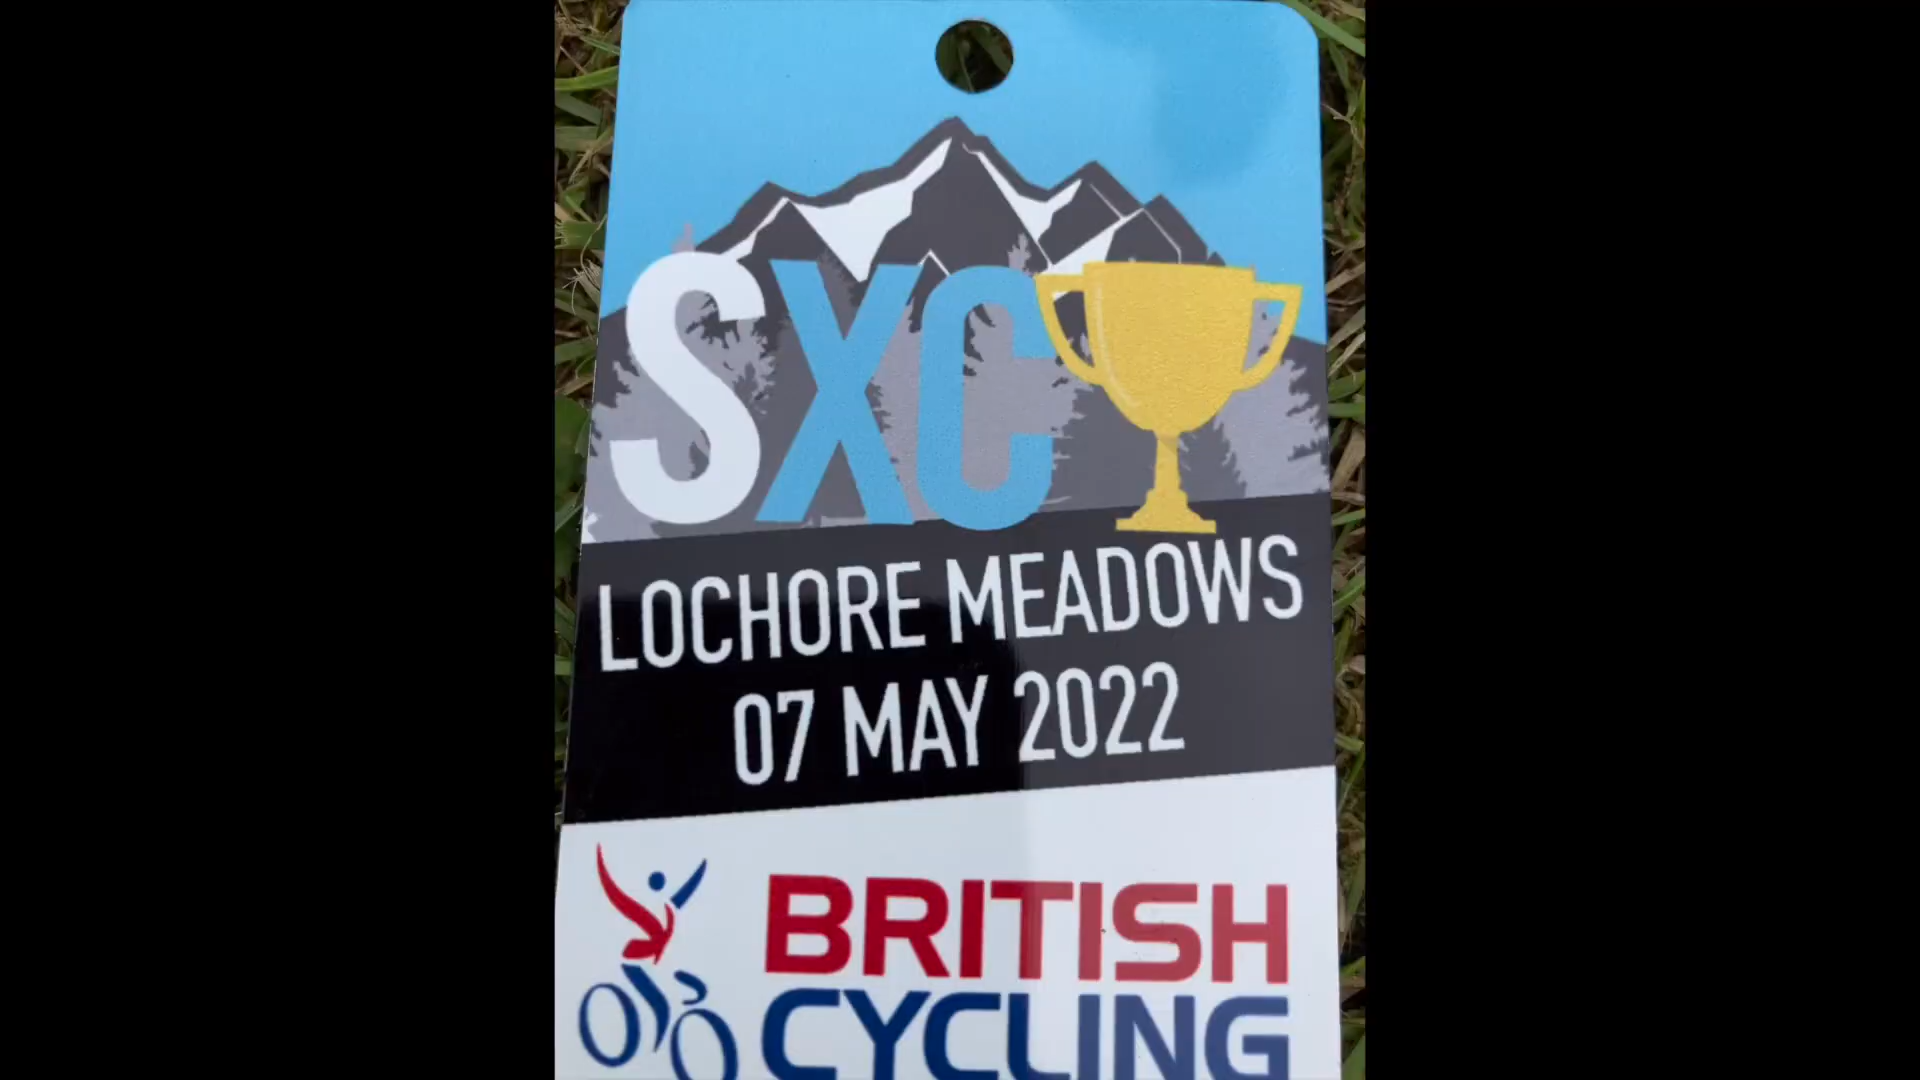 SXC
LOCHORE MEADOWS
07 MAY 2022
BRITISH
CYCLING